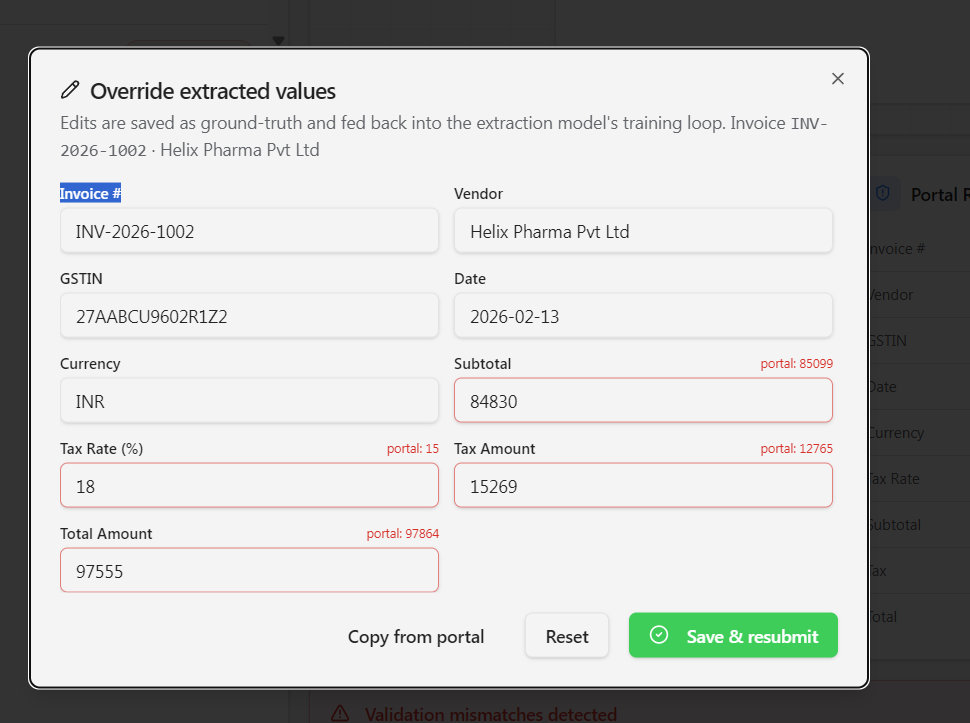 Override extracted values
Edits are saved as ground-truth and fed back into the extraction model's training loop. Invoice INV-
2026-1002 · Helix Pharma Pvt Ltd
Invoice #
Vendor
INV-2026-1002
Helix Pharma Pvt Ltd
GSTIN
Date
27AABCU9602R1Z2
2026-02-13
Currency
Subtotal
portal: 85099
INR
84830
Tax Rate (%)
portal: 15
Tax Amount
portal: 12765
18
15269
Total Amount
portal: 97864
97555
Copy from portal
Reset
Save & resubmit
Portal R
nvoice #
Vendor
GSTIN
Date
Currency
Tax Rate
Subtotal
Tax
Total
Validation mismatches detected